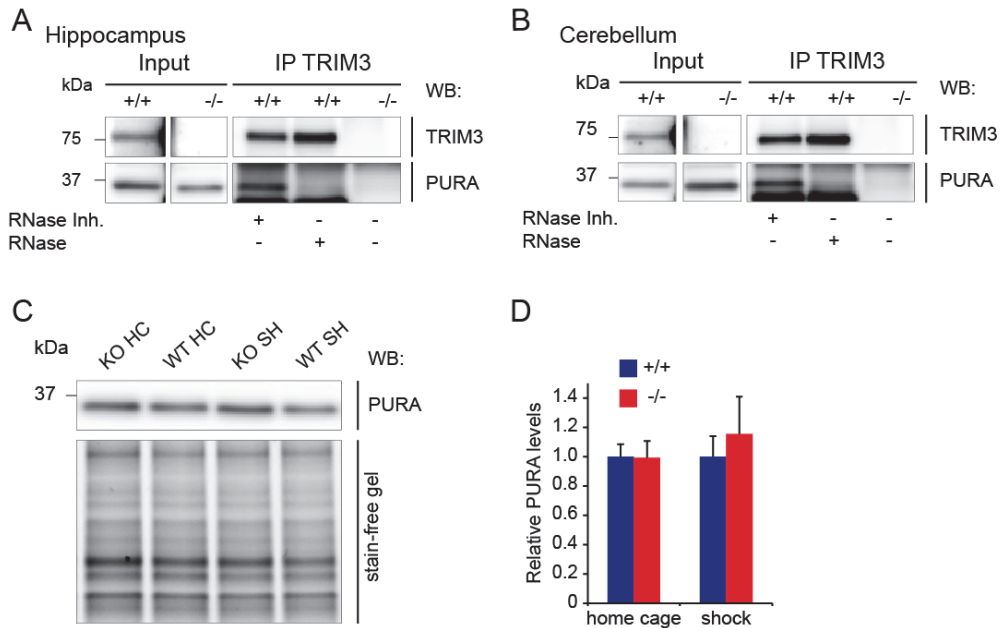 A
Hippocampus
Input IP TRIM3
kDa
+/+ -/- +/+ +/+ -/- WB:
75 TRIM3
37 PURA
RNase Inh. + - -
RNase - + -
B
Cerebellum
Input IP TRIM3
kDa
+/+ -/- +/+ +/+ -/- WB:
75 TRIM3
37 PURA
RNase Inh. + - -
RNase - + -
C
kDa KO HC WT HC KO SH WT SH WB:
37 PURA
stain-free gel
D
+/+
-/-
Relative PURA levels
1.4
1.2
1.0
0.8
0.6
0.4
0.2
0
home cage shock